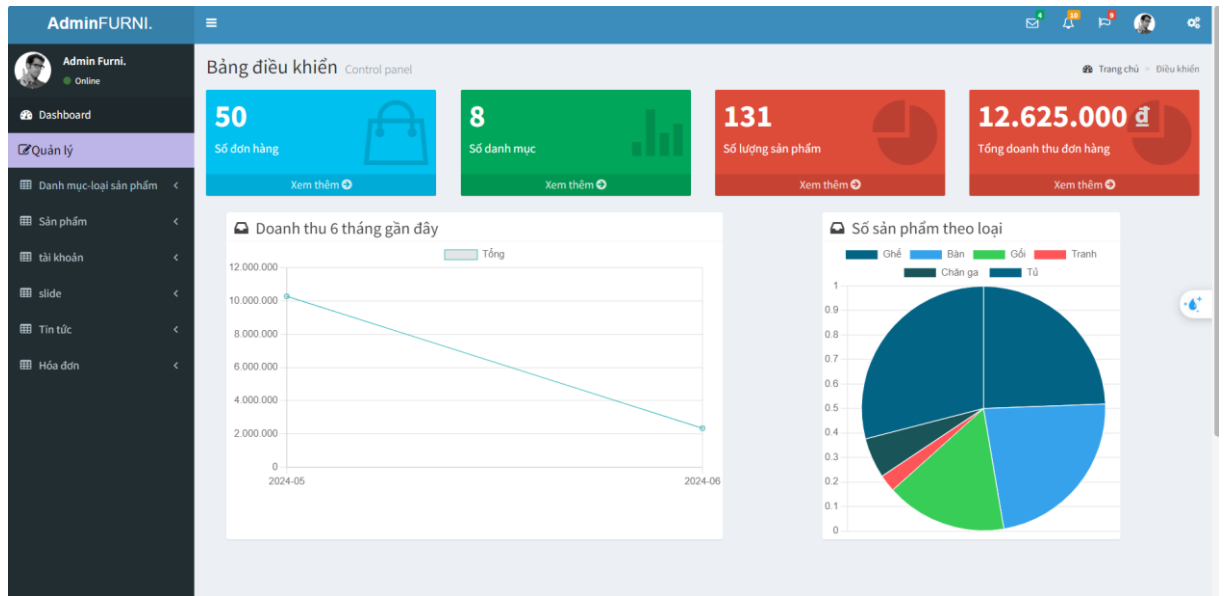 AdminFURNI.
4
10
9
Admin Furni.
Online
Dashboard
Quản lý
Danh mục-loại sản phẩm
Sản phẩm
tài khoản
slide
Tin tức
Hóa đơn
Bảng điều khiển Control panel
Trang chủ > Điều khiển
50
Số đơn hàng
Xem thêm
8
Số danh mục
Xem thêm
131
Số lượng sản phẩm
Xem thêm
12.625.000 đ
Tổng doanh thu đơn hàng
Xem thêm
Doanh thu 6 tháng gần đây
Tổng
12.000.000
10.000.000
8.000.000
6.000.000
4.000.000
2.000.000
0
2024-05 2024-06
Số sản phẩm theo loại
Ghế Bàn Gối Tranh
Chăn ga Tủ
1
0.9
0.8
0.7
0.6
0.5
0.4
0.3
0.2
0.1
0